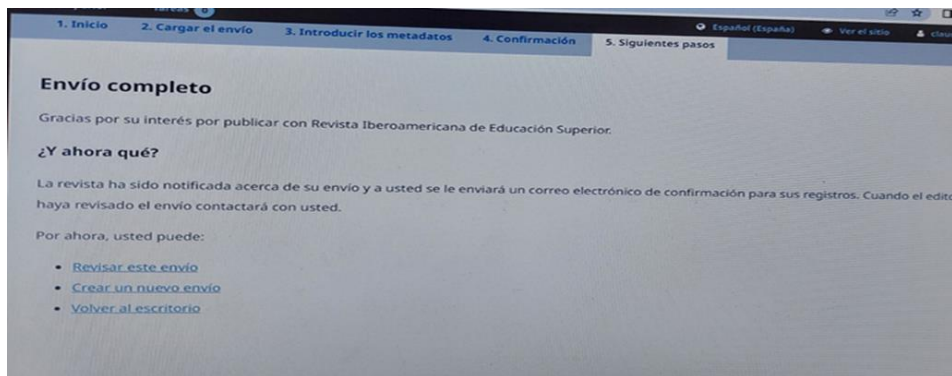 Tareas 0
1. Inicio 2. Cargar el envío 3. Introducir los metadatos 4. Confirmación 5. Siguientes pasos
Español (España) Ver el sitio
Envío completo
Gracias por su interés por publicar con Revista Iberoamericana de Educación Superior.
¿Y ahora qué?
La revista ha sido notificada acerca de su envío y a usted se le enviará un correo electrónico de confirmación para sus registros. Cuando el edito
haya revisado el envío contactará con usted.
Por ahora, usted puede:
Revisar este envío
Crear un nuevo envío
Volver al escritorio